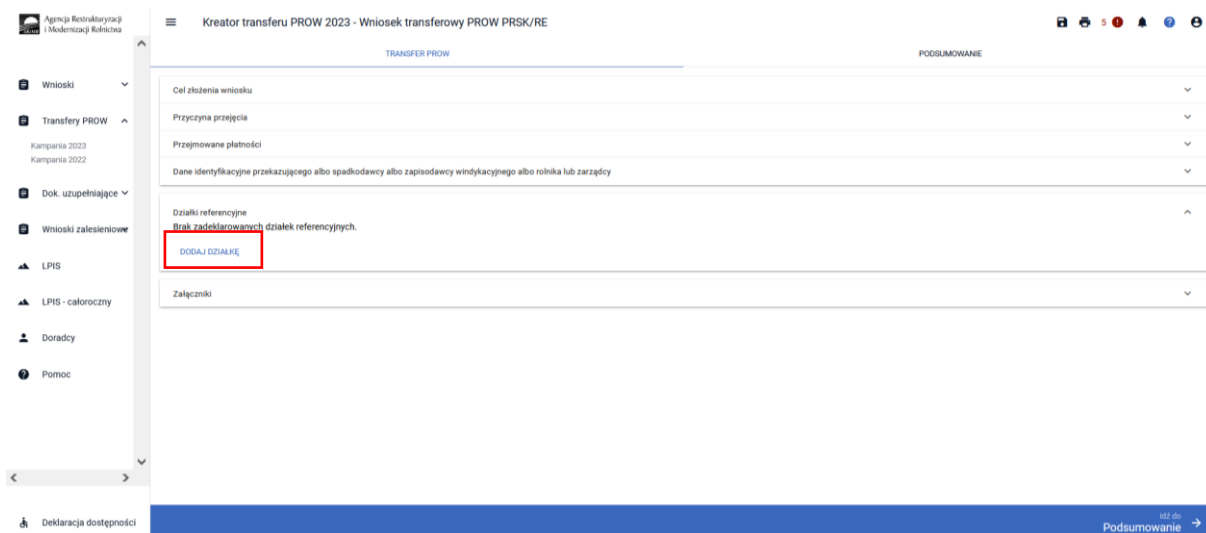 Agencja Restrukturyzacji
i Modernizacji Rolnictwa
Kreator transferu PROW 2023 - Wniosek transferowy PROW PRSK/RE
5
TRANSFER PROW
PODSUMOWANIE
Wnioski
Transfery PROW
Kampania 2023
Kampania 2022
Dok. uzupełniające
Wnioski zalesieniowe
LPIS
LPIS - całoroczny
Doradcy
Pomoc
Deklaracja dostępności
Cel złożenia wniosku
Przyczyna przejęcia
Przejmowane płatności
Dane identyfikacyjne przekazującego albo spadkodawcy albo zapisodawcy windykacyjnego albo rolnika lub zarządcy
Działki referencyjne
Brak zadeklarowanych działek referencyjnych.
DODAJ DZIAŁKĘ
Załączniki
Idź do
Podsumowanie